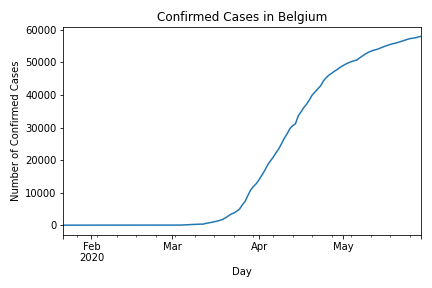 Confirmed Cases in Belgium
60000
50000
40000
30000
20000
10000
0
Number of Confirmed Cases
Feb
2020
Mar
Apr
May
Day